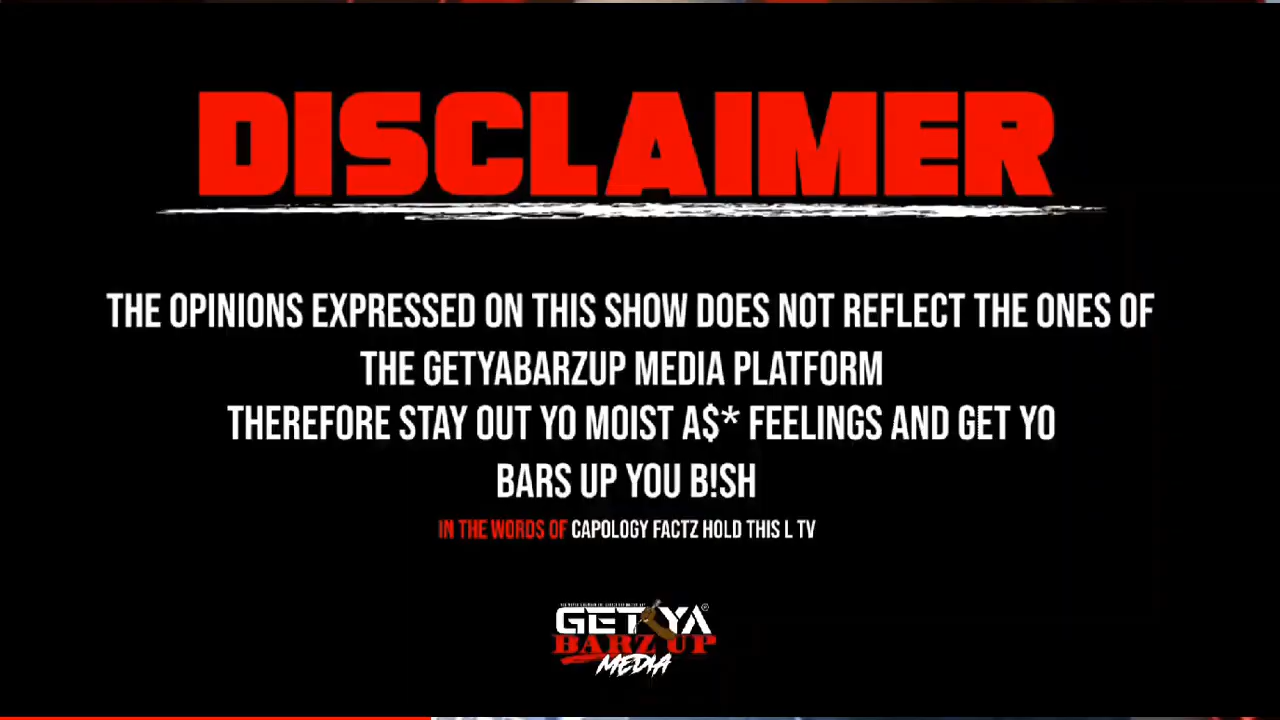 DISCLAIMER
THE OPINIONS EXPRESSED ON THIS SHOW DOES NOT REFLECT THE ONES OF
THE GETYABARZUP MEDIA PLATFORM
THEREFORE STAY OUT YO MOIST A$* FEELINGS AND GET YO
BARS UP YOU B!SH
IN THE WORDS OF CAPOLOGY FACTZ HOLD THIS L TV
GET YA®
BARZ UP
MEDIA